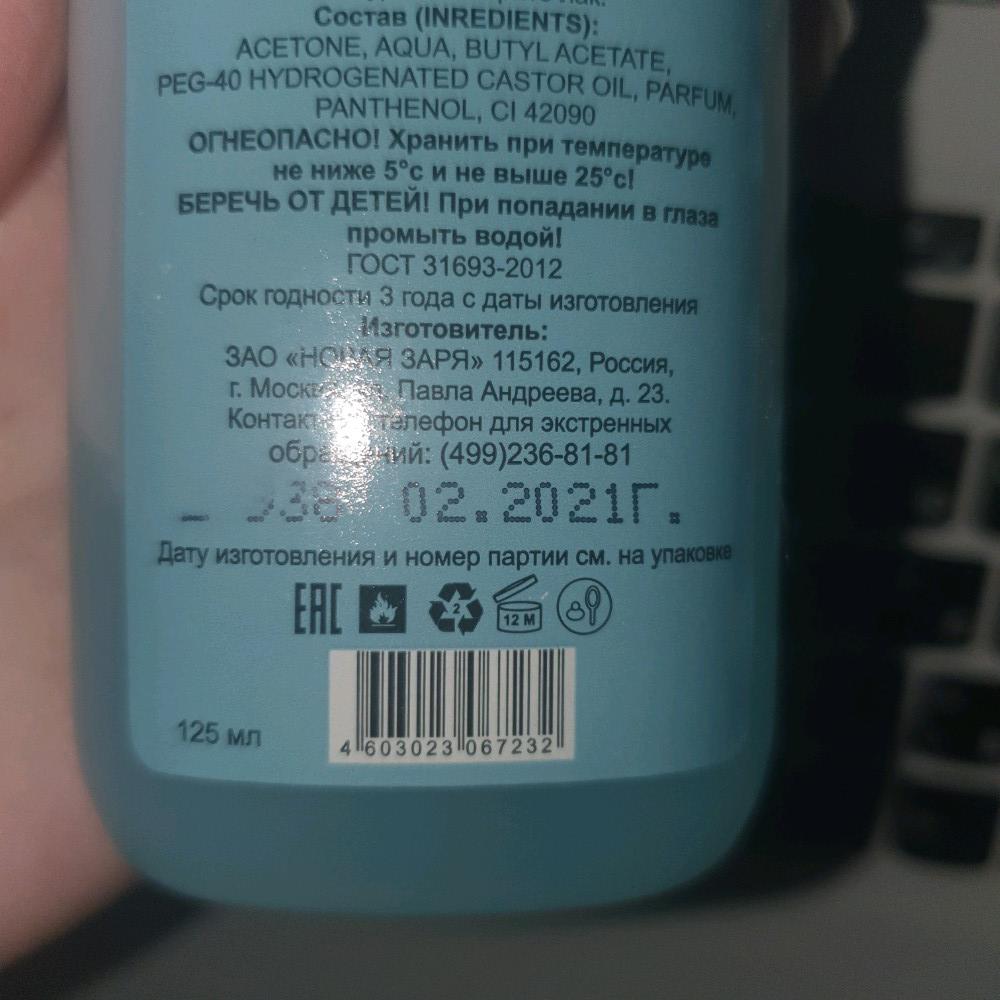 Состав (INREDIENTS):
ACETONE, AQUA, BUTYL ACETATE,
PEG-40 HYDROGENATED CASTOR OIL, PARFUM,
PANTHENOL, CI 42090
ОГНЕОПАСНО! Хранить при температуре
не ниже 5°с и не выше 25°с!
БЕРЕЧЬ ОТ ДЕТЕЙ! При попадании в глаза
промыть водой!
ГОСТ 31693-2012
Срок годности 3 года с даты изготовления
Изготовитель:
ЗАО «НОВАЯ ЗАРЯ» 115162, Россия,
г. Павла Андреева, д. 23.
телефон для экстренных
обращений: (499)236-81-81
02.2021Г.
Дату изготовления и номер партии см. на упаковке
EAC 2 12 M
125 мл
4 603023 067232